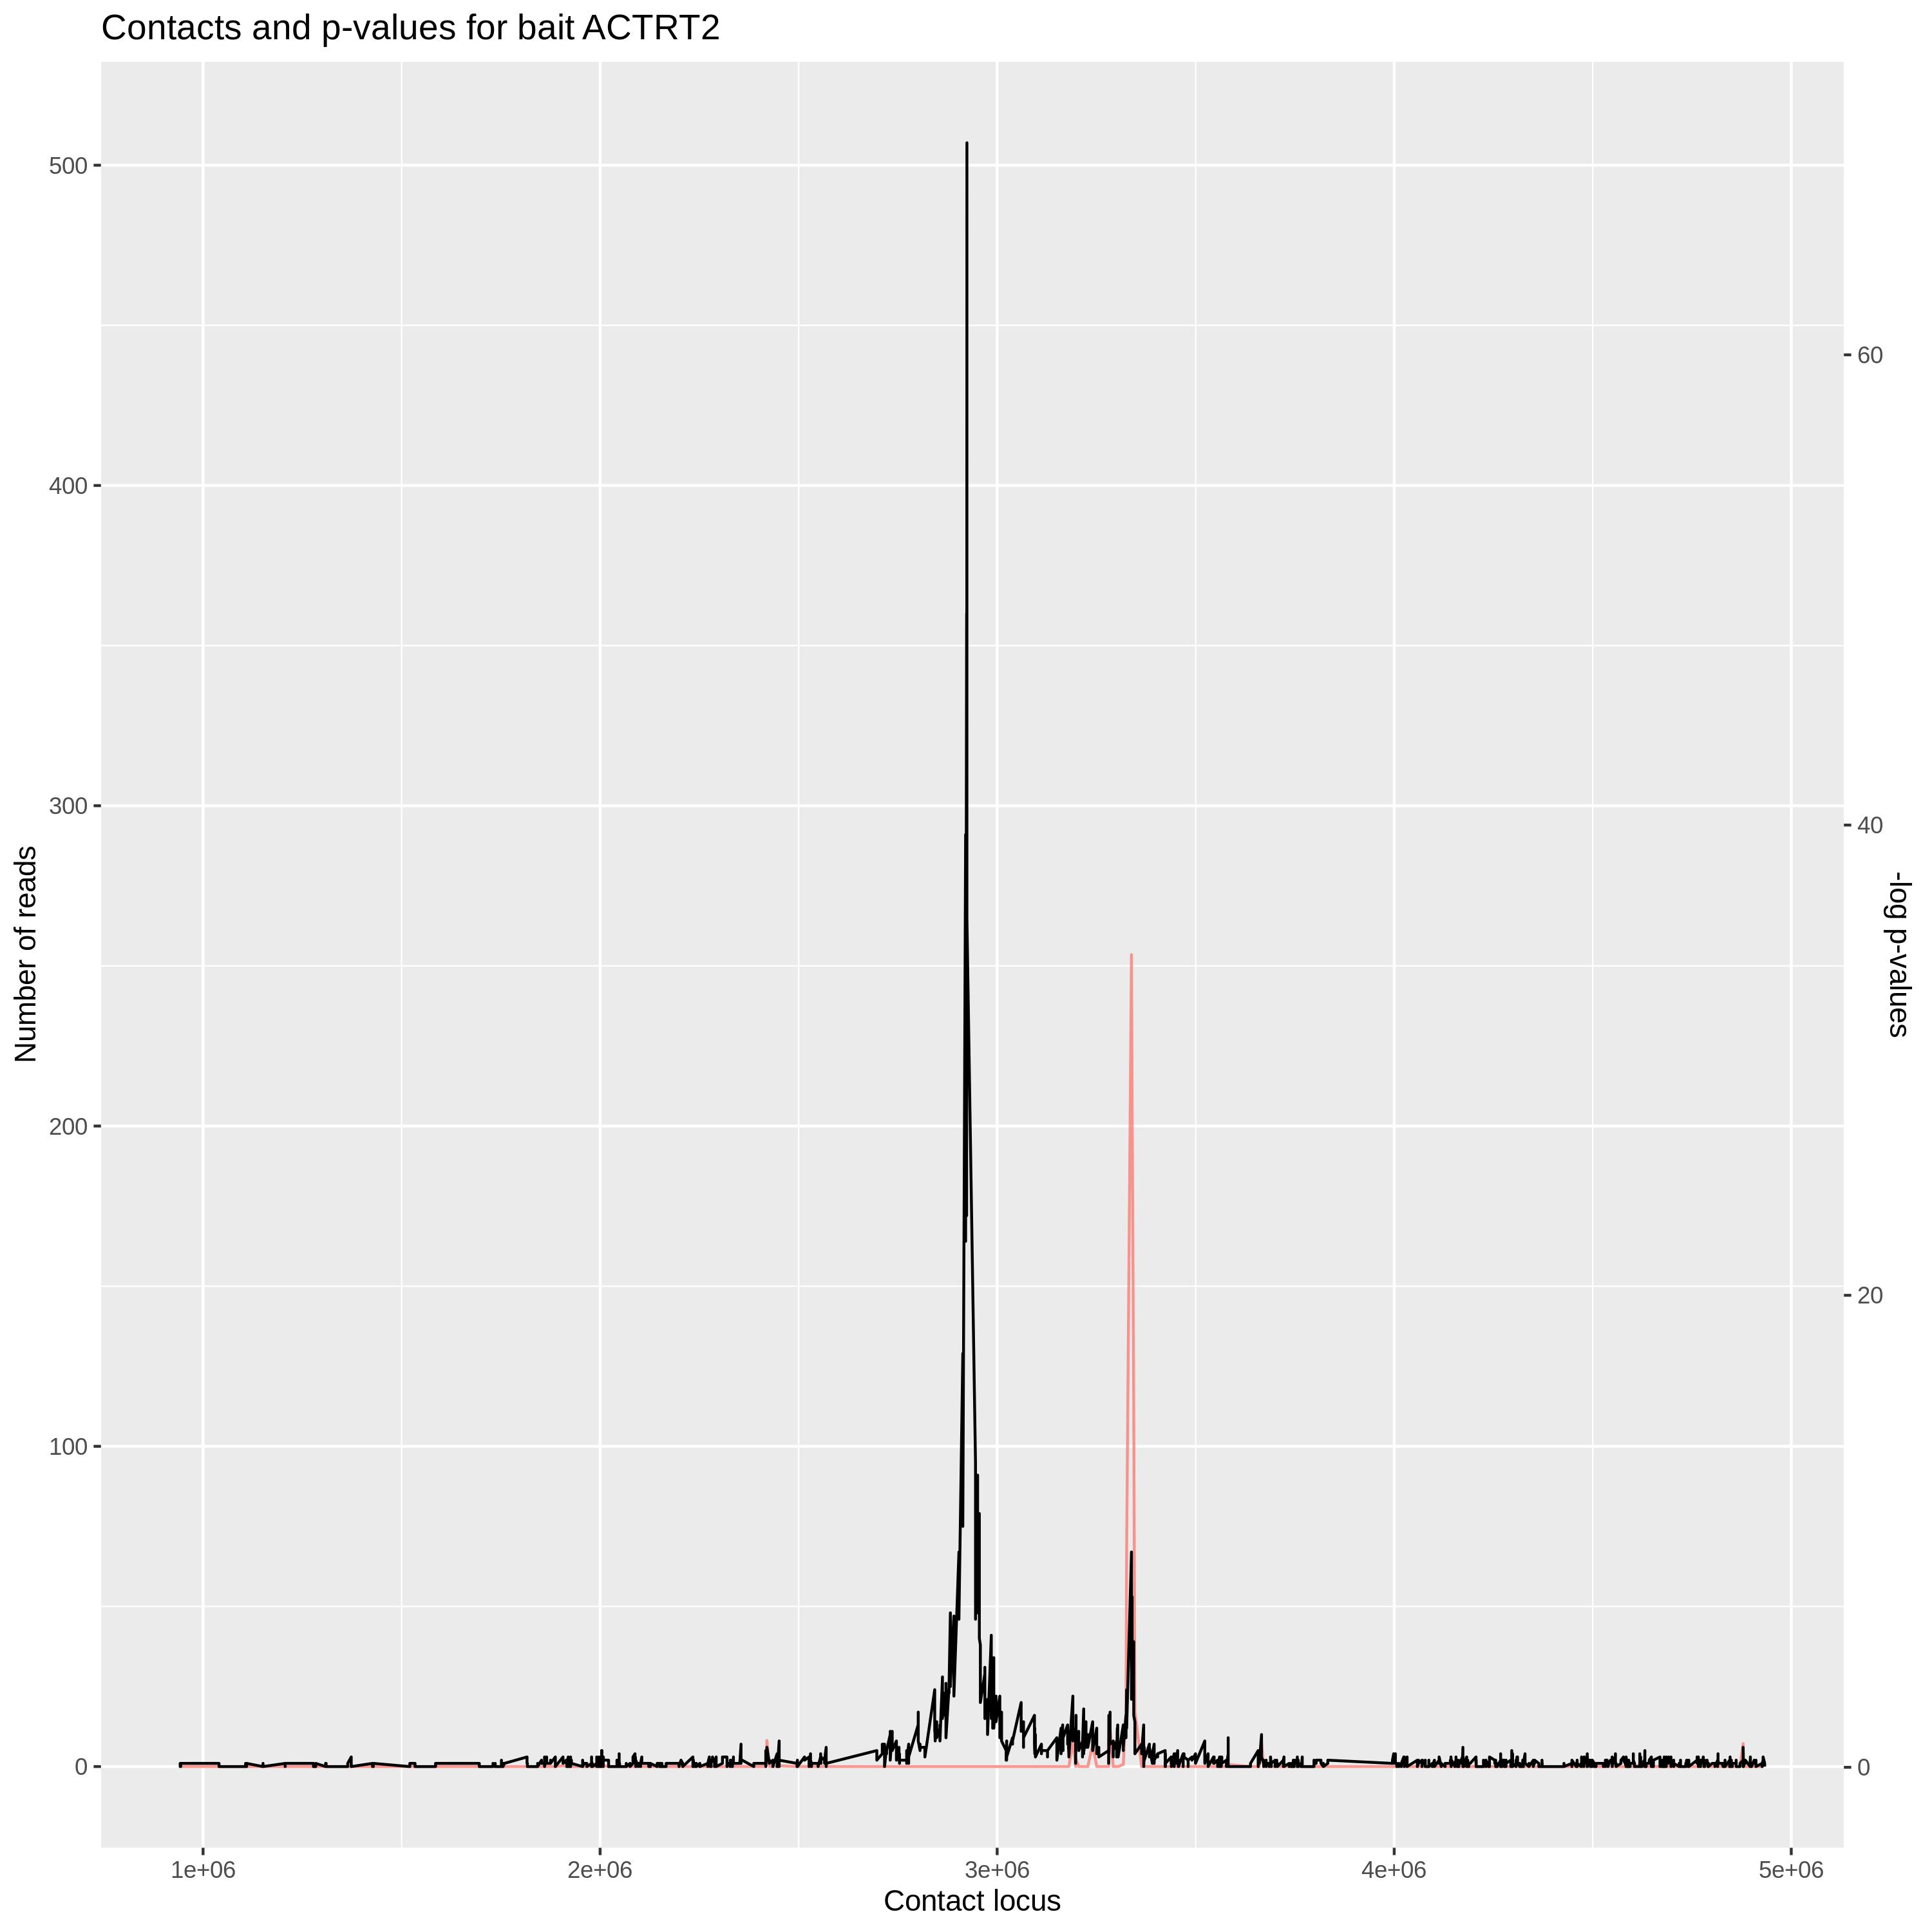 Contacts and p-values for bait ACTRT2
500
400
300
200
100
0
60
40
20
0
Number of reads
-log p-values
1e+06
2e+06
3e+06
4e+06
5e+06
Contact locus